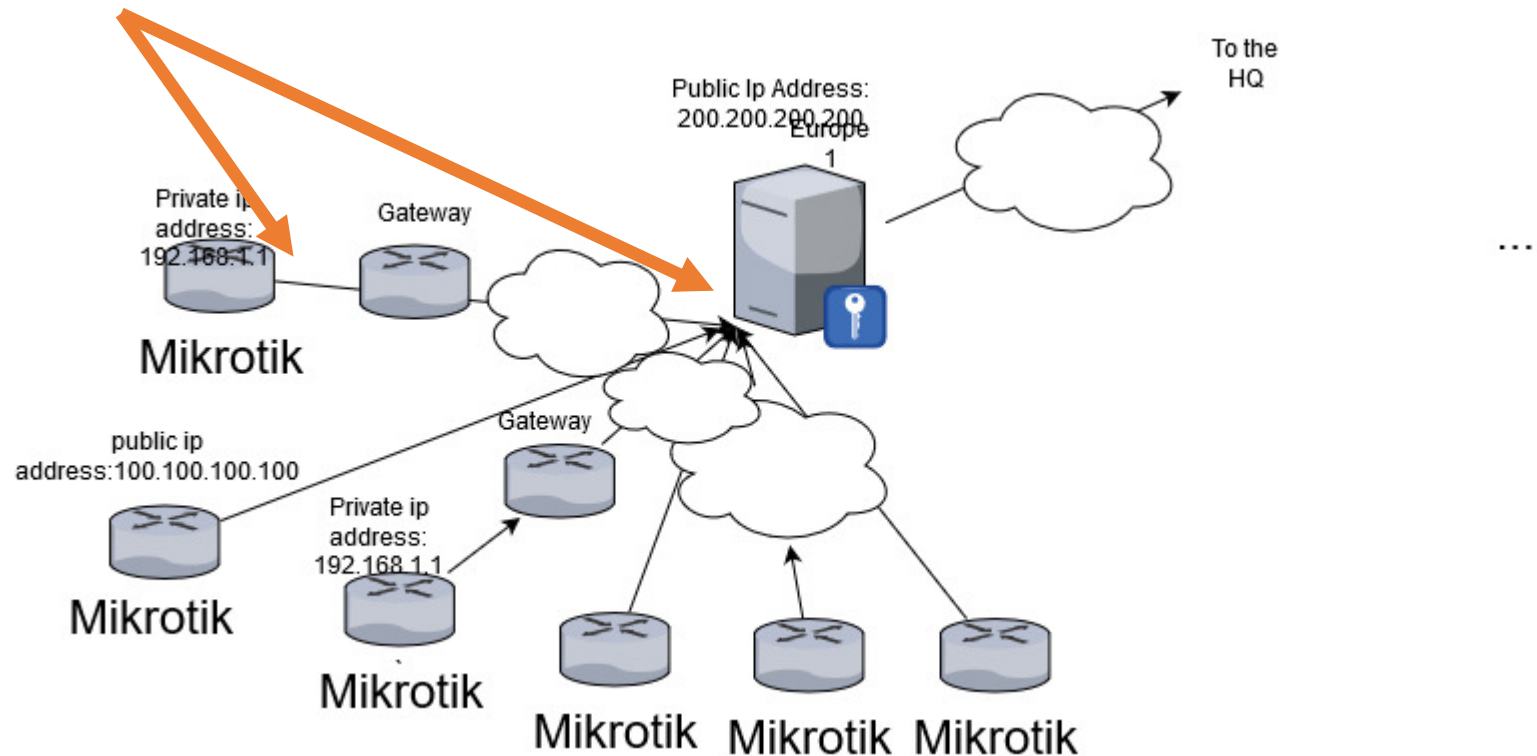 To the
HQ
Public Ip Address:
200.200.200.200
Europe
1
...
Private ip
address:
192.168.1.1
Gateway
Mikrotik
public ip
address:100.100.100.100
Gateway
Private ip
address:
192.168.1.1
Mikrotik
Mikrotik
Mikrotik
Mikrotik
Mikrotik